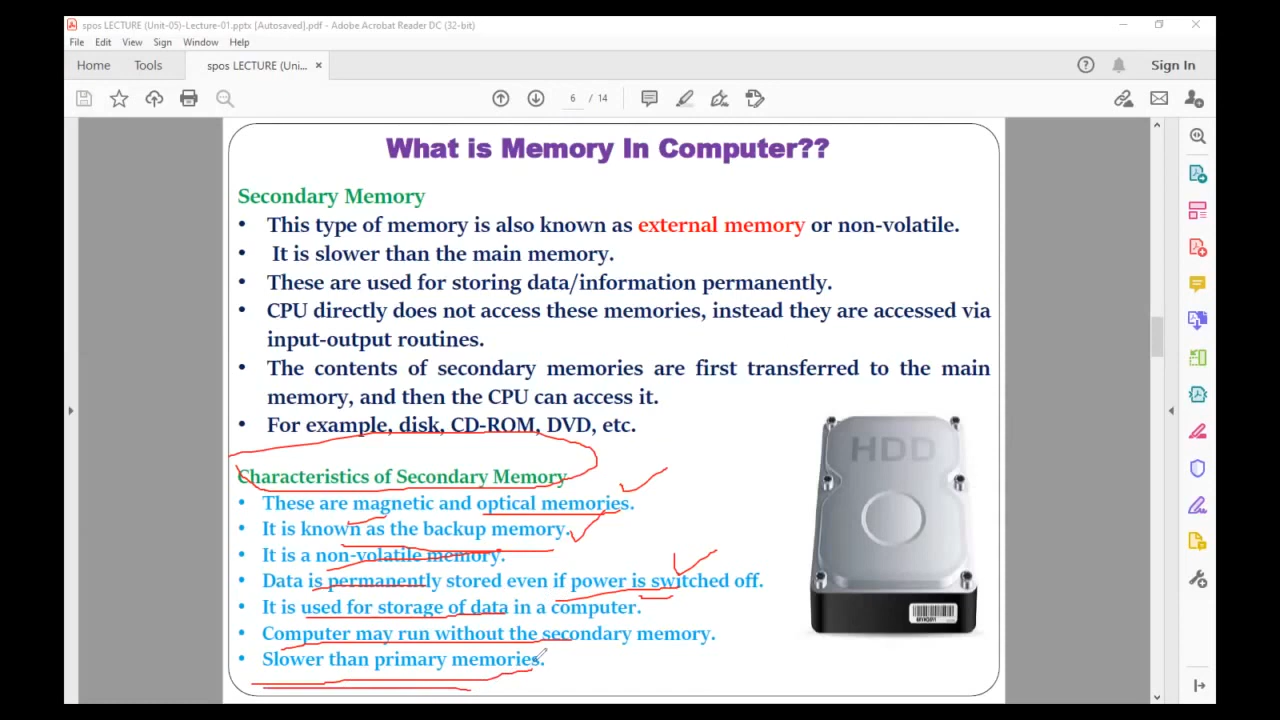 spos LECTURE (Unit-05)-Lecture-01.pptx [Autosaved].pdf - Adobe Acrobat Reader DC (32-bit)
File Edit View Sign Window Help
Home Tools spos LECTURE (Uni... × Sign In
6 / 14
What is Memory In Computer??
Secondary Memory
• This type of memory is also known as external memory or non-volatile.
• It is slower than the main memory.
• These are used for storing data/information permanently.
• CPU directly does not access these memories, instead they are accessed via
input-output routines.
• The contents of secondary memories are first transferred to the main
memory, and then the CPU can access it.
• For example, disk, CD-ROM, DVD, etc.
HDD
Characteristics of Secondary Memory
• These are magnetic and optical memories.
• It is known as the backup memory.
• It is a non-volatile memory.
• Data is permanently stored even if power is switched off.
• It is used for storage of data in a computer.
• Computer may run without the secondary memory.
• Slower than primary memories.